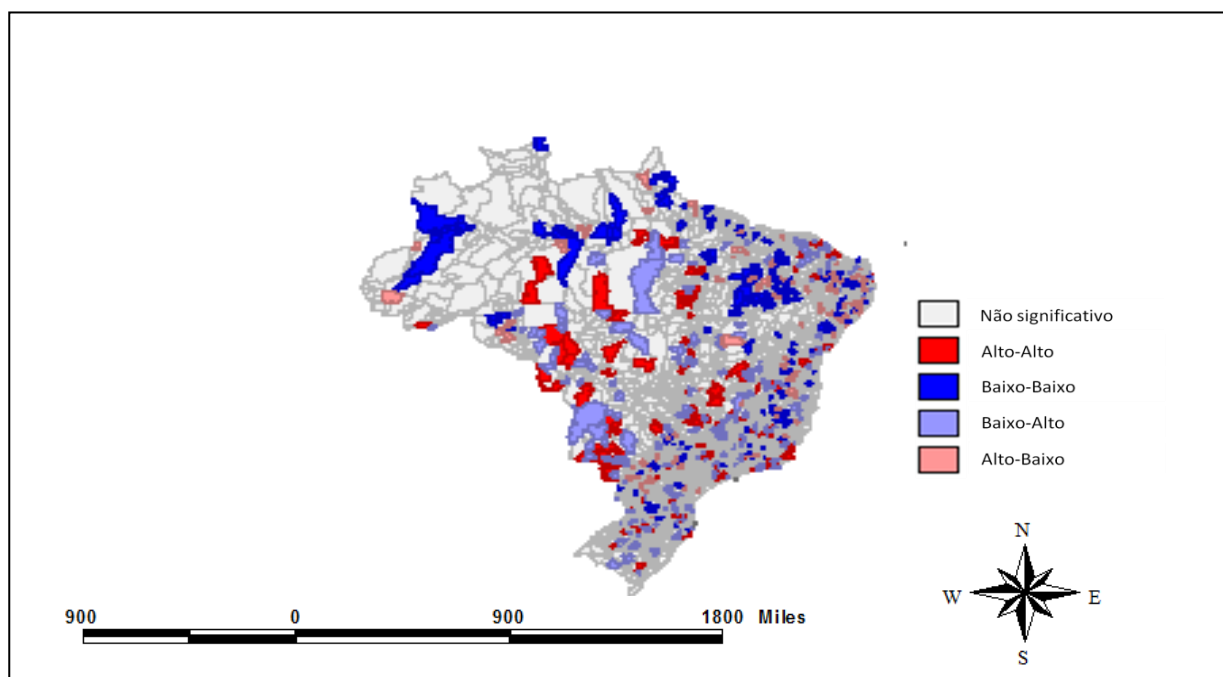 Não significativo
Alto-Alto
Baixo-Baixo
Baixo-Alto
Alto-Baixo
N
W E
S
900 0 900 1800 Miles